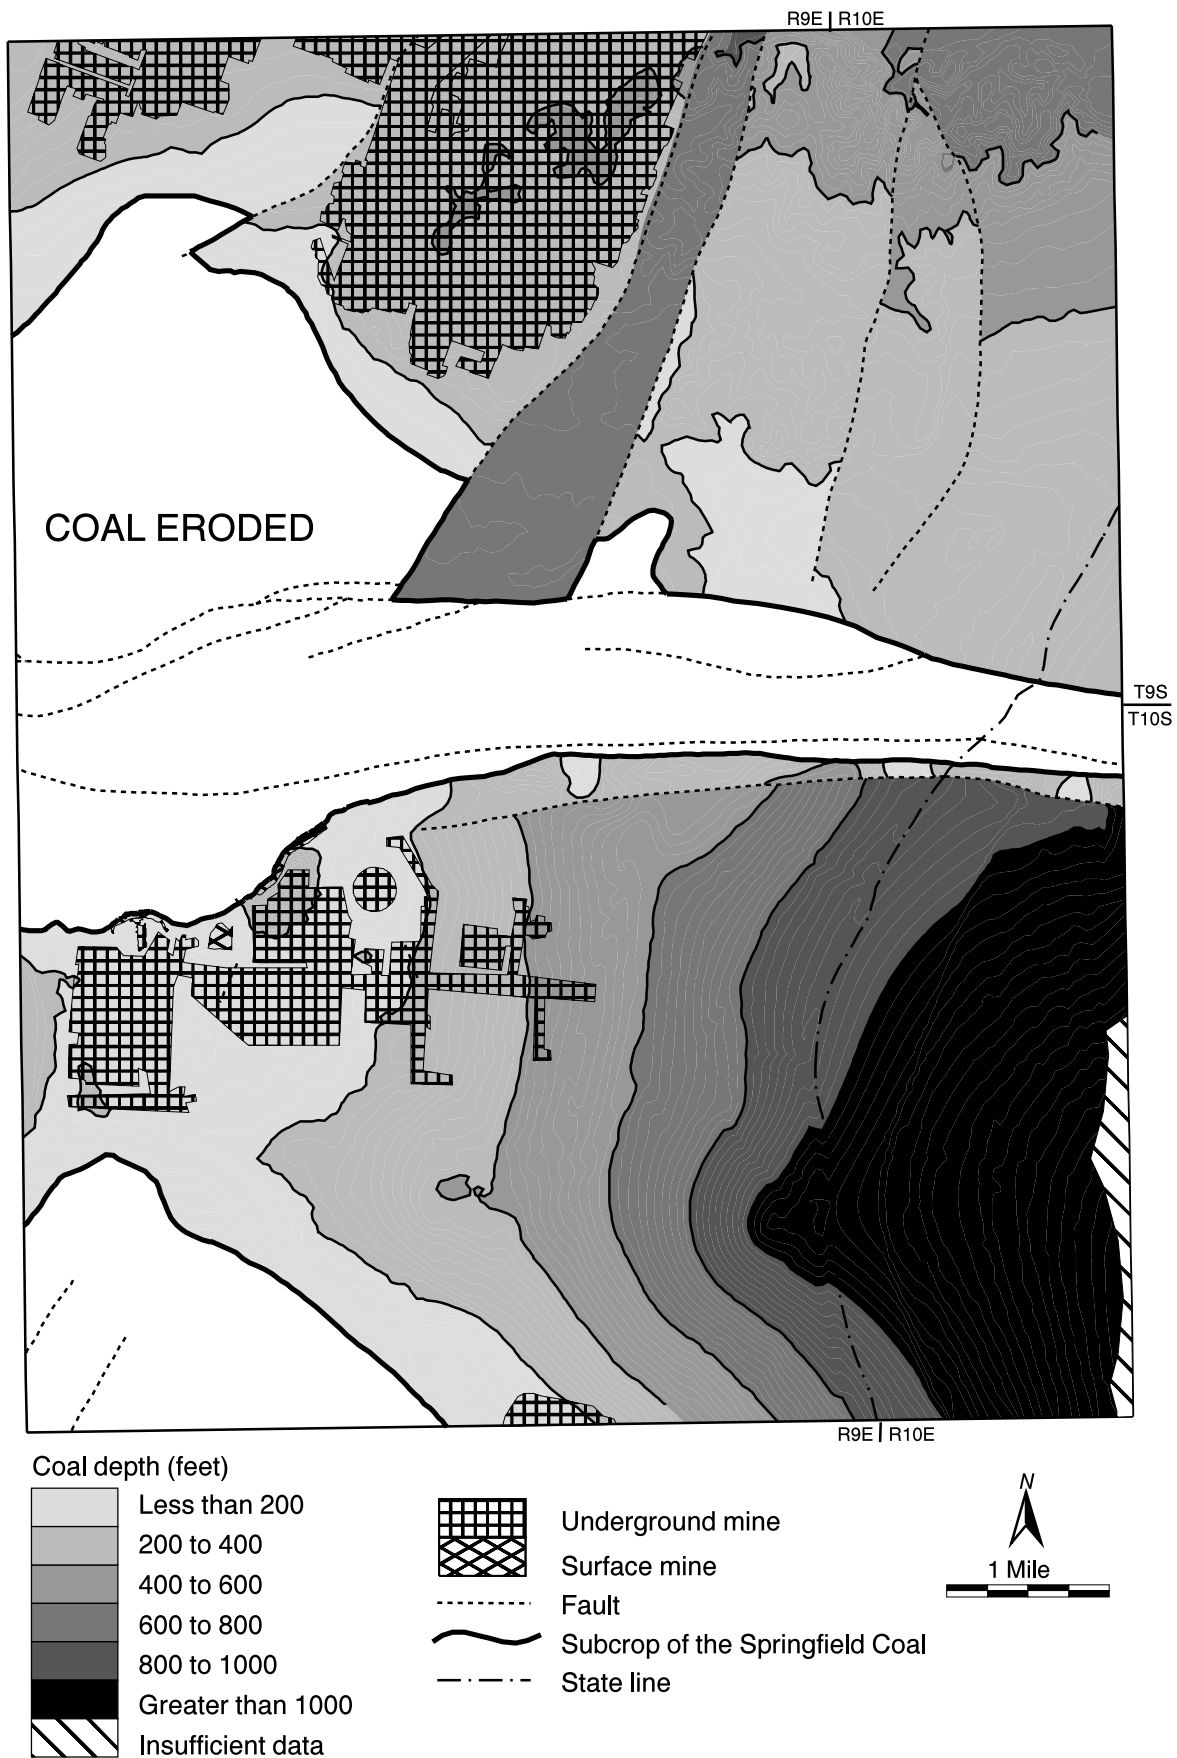 R9E | R10E
COAL ERODED
T9S
T10S
R9E | R10E
Coal depth (feet)
Less than 200
200 to 400
400 to 600
600 to 800
800 to 1000
Greater than 1000
Insufficient data
Underground mine
Surface mine
Fault
Subcrop of the Springfield Coal
State line
N
1 Mile